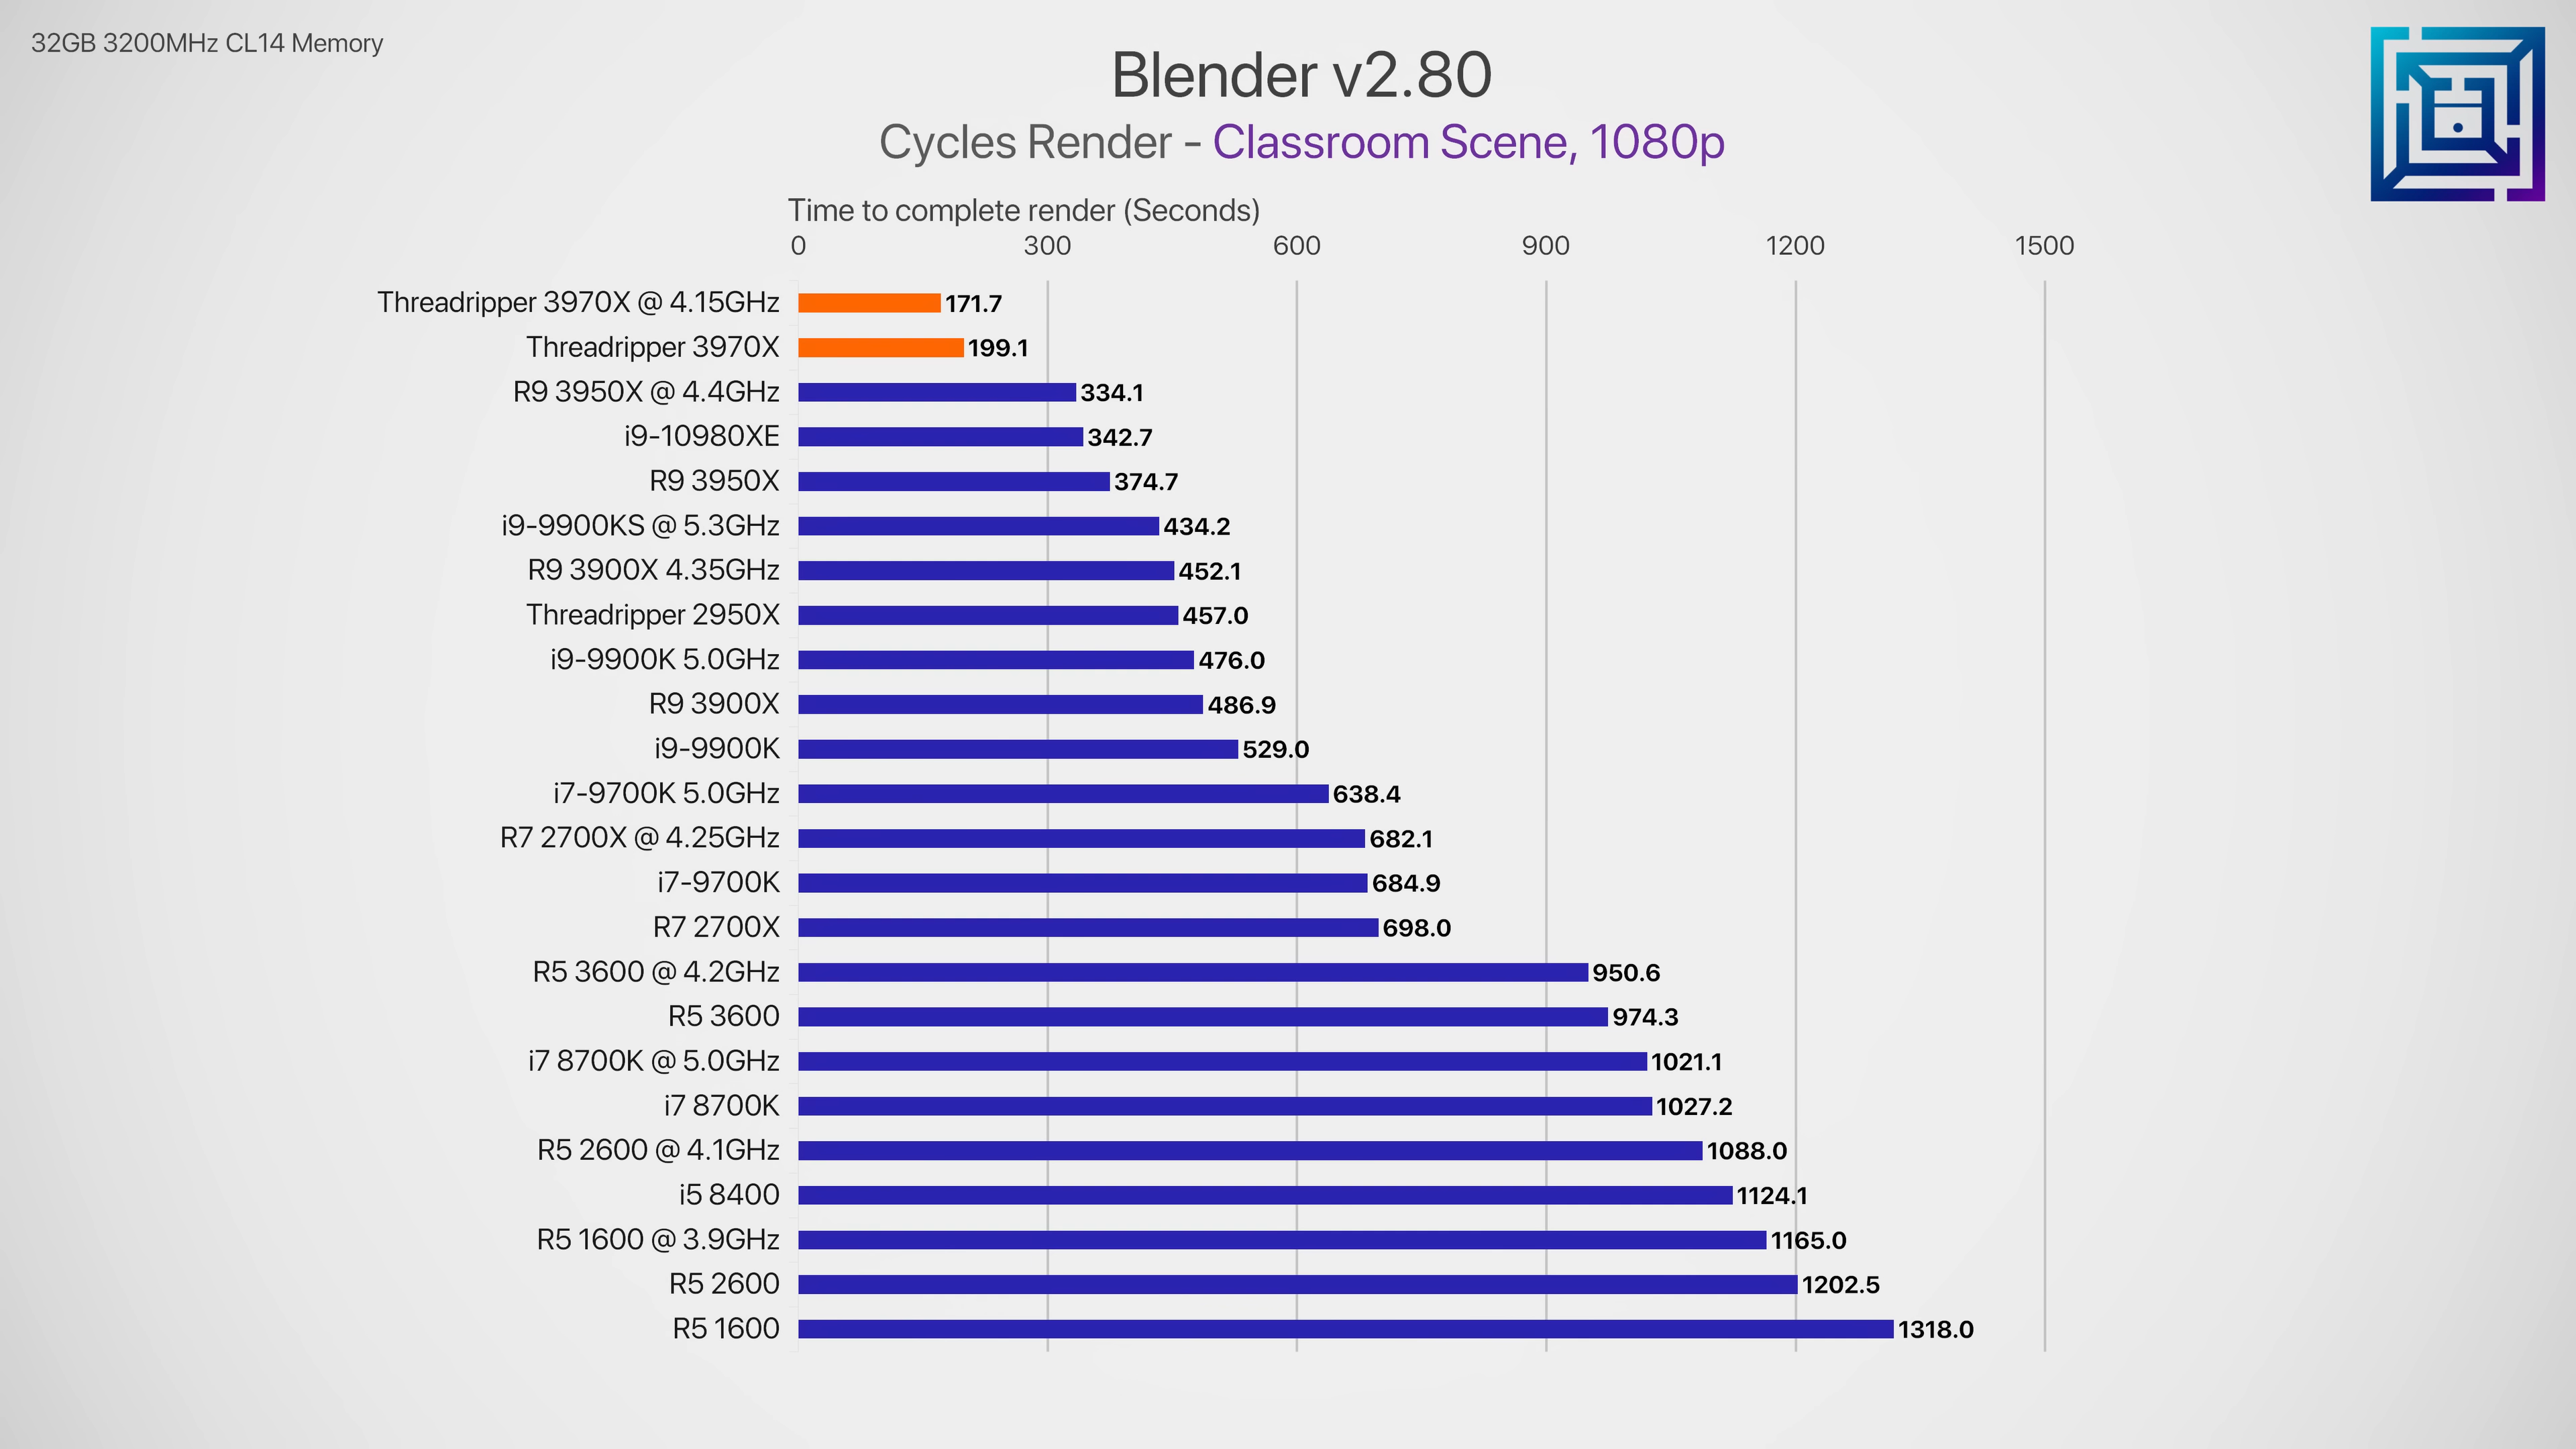 32GB 3200MHz CL14 Memory
Blender v2.80
Cycles Render - Classroom Scene, 1080p
Time to complete render (Seconds)
0 300 600 900 1200 1500
Threadripper 3970X @ 4.15GHz 171.7
Threadripper 3970X 199.1
R9 3950X @ 4.4GHz 334.1
i9-10980XE 342.7
R9 3950X 374.7
i9-9900KS @ 5.3GHz 434.2
R9 3900X 4.35GHz 452.1
Threadripper 2950X 457.0
i9-9900K 5.0GHz 476.0
R9 3900X 486.9
i9-9900K 529.0
i7-9700K 5.0GHz 638.4
R7 2700X @ 4.25GHz 682.1
i7-9700K 684.9
R7 2700X 698.0
R5 3600 @ 4.2GHz 950.6
R5 3600 974.3
i7 8700K @ 5.0GHz 1021.1
i7 8700K 1027.2
R5 2600 @ 4.1GHz 1088.0
i5 8400 1124.1
R5 1600 @ 3.9GHz 1165.0
R5 2600 1202.5
R5 1600 1318.0